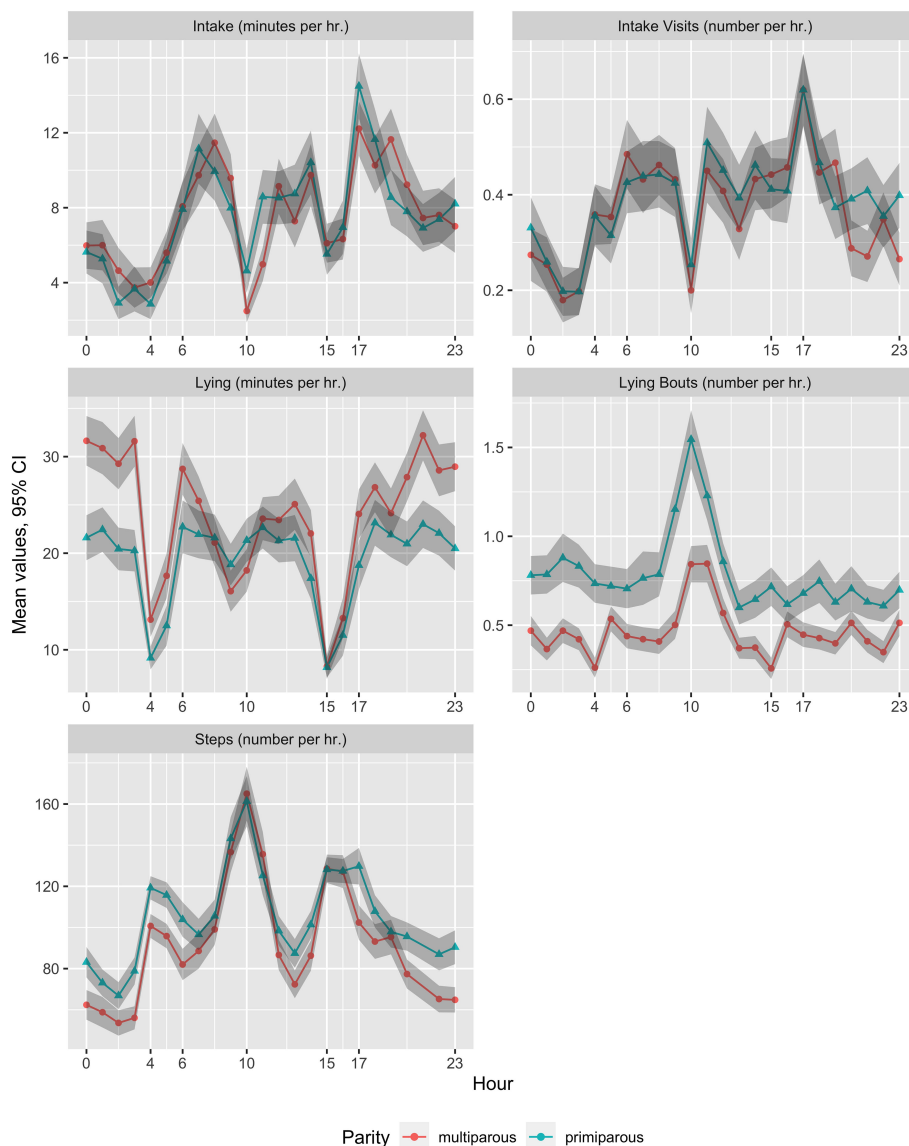 Intake (minutes per hr.)
16
12
8
4
0 4 6 10 15 17 23
Intake Visits (number per hr.)
0.6
0.4
0.2
0 4 6 10 15 17 23
Mean values, 95% CI
Lying (minutes per hr.)
30
20
10
0 4 6 10 15 17 23
Lying Bouts (number per hr.)
1.5
1.0
0.5
0 4 6 10 15 17 23
Steps (number per hr.)
160
120
80
0 4 6 10 15 17 23
Hour
Parity multiparous primiparous